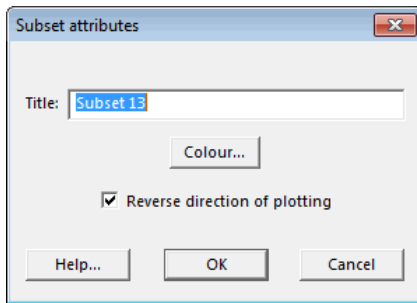 Subset attributes
Title: Subset 13
Colour...
Reverse direction of plotting
Help... OK Cancel